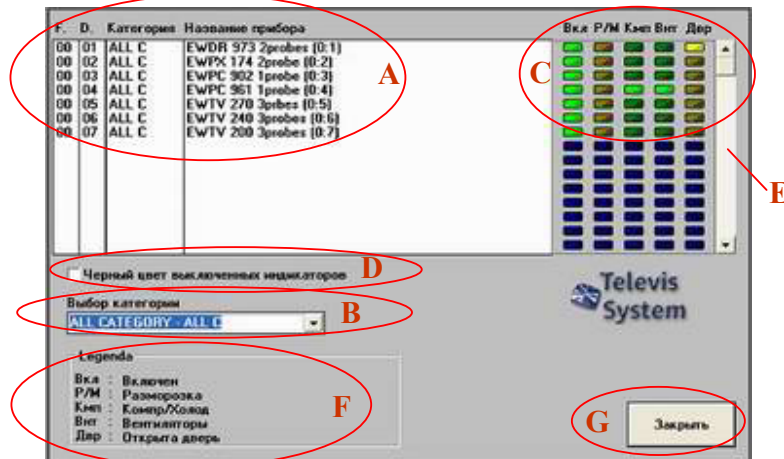 F. D. Категория Название прибора Вкл Р/М Кмп Внт Двр
00 01 ALL C EWDR 973 2probes (0:1)
00 02 ALL C EWPX 174 2probe (0:2)
00 03 ALL C EWPC 902 1probe (0:3)
00 04 ALL C EWPC 961 1probe (0:4)
00 05 ALL C EWTV 270 3prbes (0:5)
00 06 ALL C EWTV 240 3probes (0:6)
00 07 ALL C EWTV 200 3probes (0:7)
A
C
E
Черный цвет выключенных индикаторов
D
Televis
System
Выбор категории
ALL CATEGORY - ALL C
B
Legenda
Вкл : Включен
Р/М : Разморозка
Кмп : Компр/Холод
Внт : Вентиляторы
Двр : Открыта дверь
F
G
Закрыть